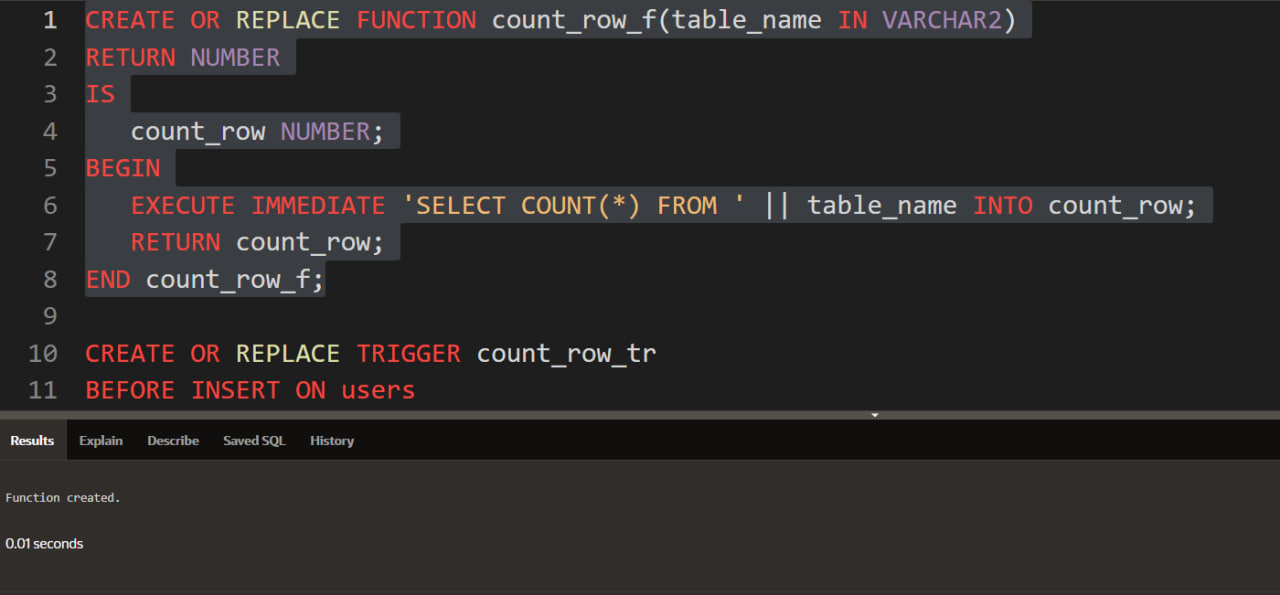 1 CREATE OR REPLACE FUNCTION count_row_f(table_name IN VARCHAR2)
2 RETURN NUMBER
3 IS
4 count_row NUMBER;
5 BEGIN
6 EXECUTE IMMEDIATE 'SELECT COUNT(*) FROM ' || table_name INTO count_row;
7 RETURN count_row;
8 END count_row_f;
9
10 CREATE OR REPLACE TRIGGER count_row_tr
11 BEFORE INSERT ON users
Results Explain Describe Saved SQL History
Function created.
0.01 seconds